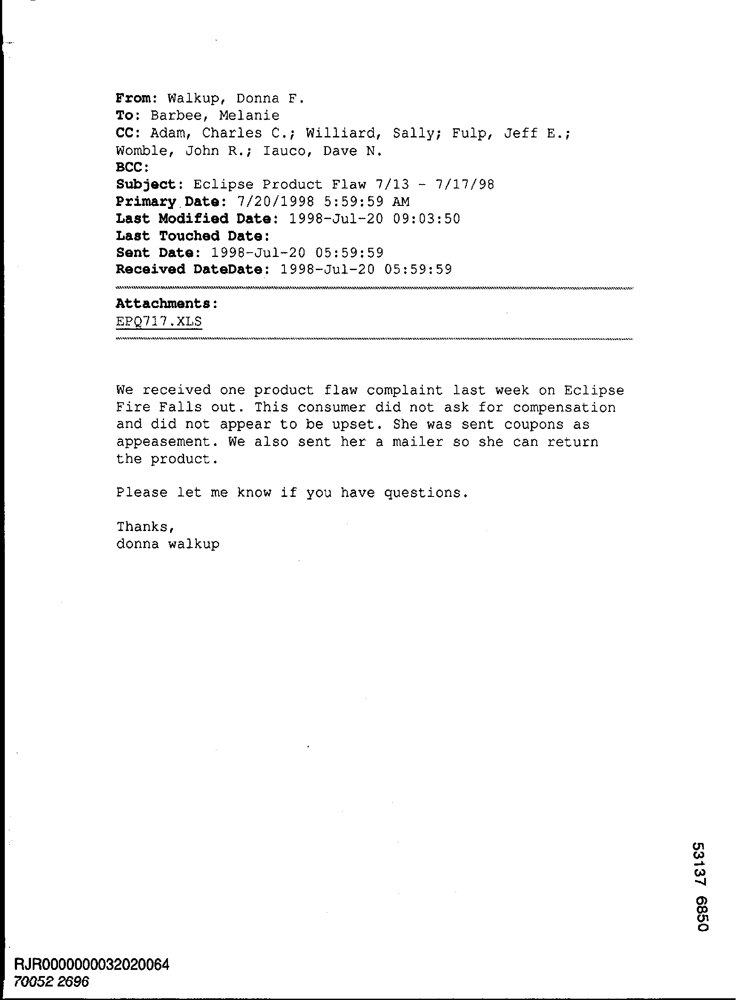 From: Walkup, Donna F.
To: Barbee, Melanie
CC: Adam, Charles C.; Williard, Sally; Fulp, Jeff E.;
Womble, John R.; Iauco, Dave N.
BCC:
Subject: Eclipse Product Flaw 7/13 - 7/17/98
Primary Date: 7/20/1998 5:59:59 AM
Last Modified Date: 1998-Jul-20 09:03:50
Last Touched Date:
Sent Date: 1998-Jul-20 05:59:59
Received DateDate: 1998-Jul-20 05:59:59
Attachments:
EPQ717.XLS
We received one product flaw complaint last week on Eclipse
Fire Falls out. This consumer did not ask for compensation
and did not appear to be upset. She was sent coupons as
appeasement. We also sent her a mailer so she can return
the product.
Please let me know if you have questions.
Thanks,
donna walkup
53137 6850
RJR0000000032020064
70052 2696